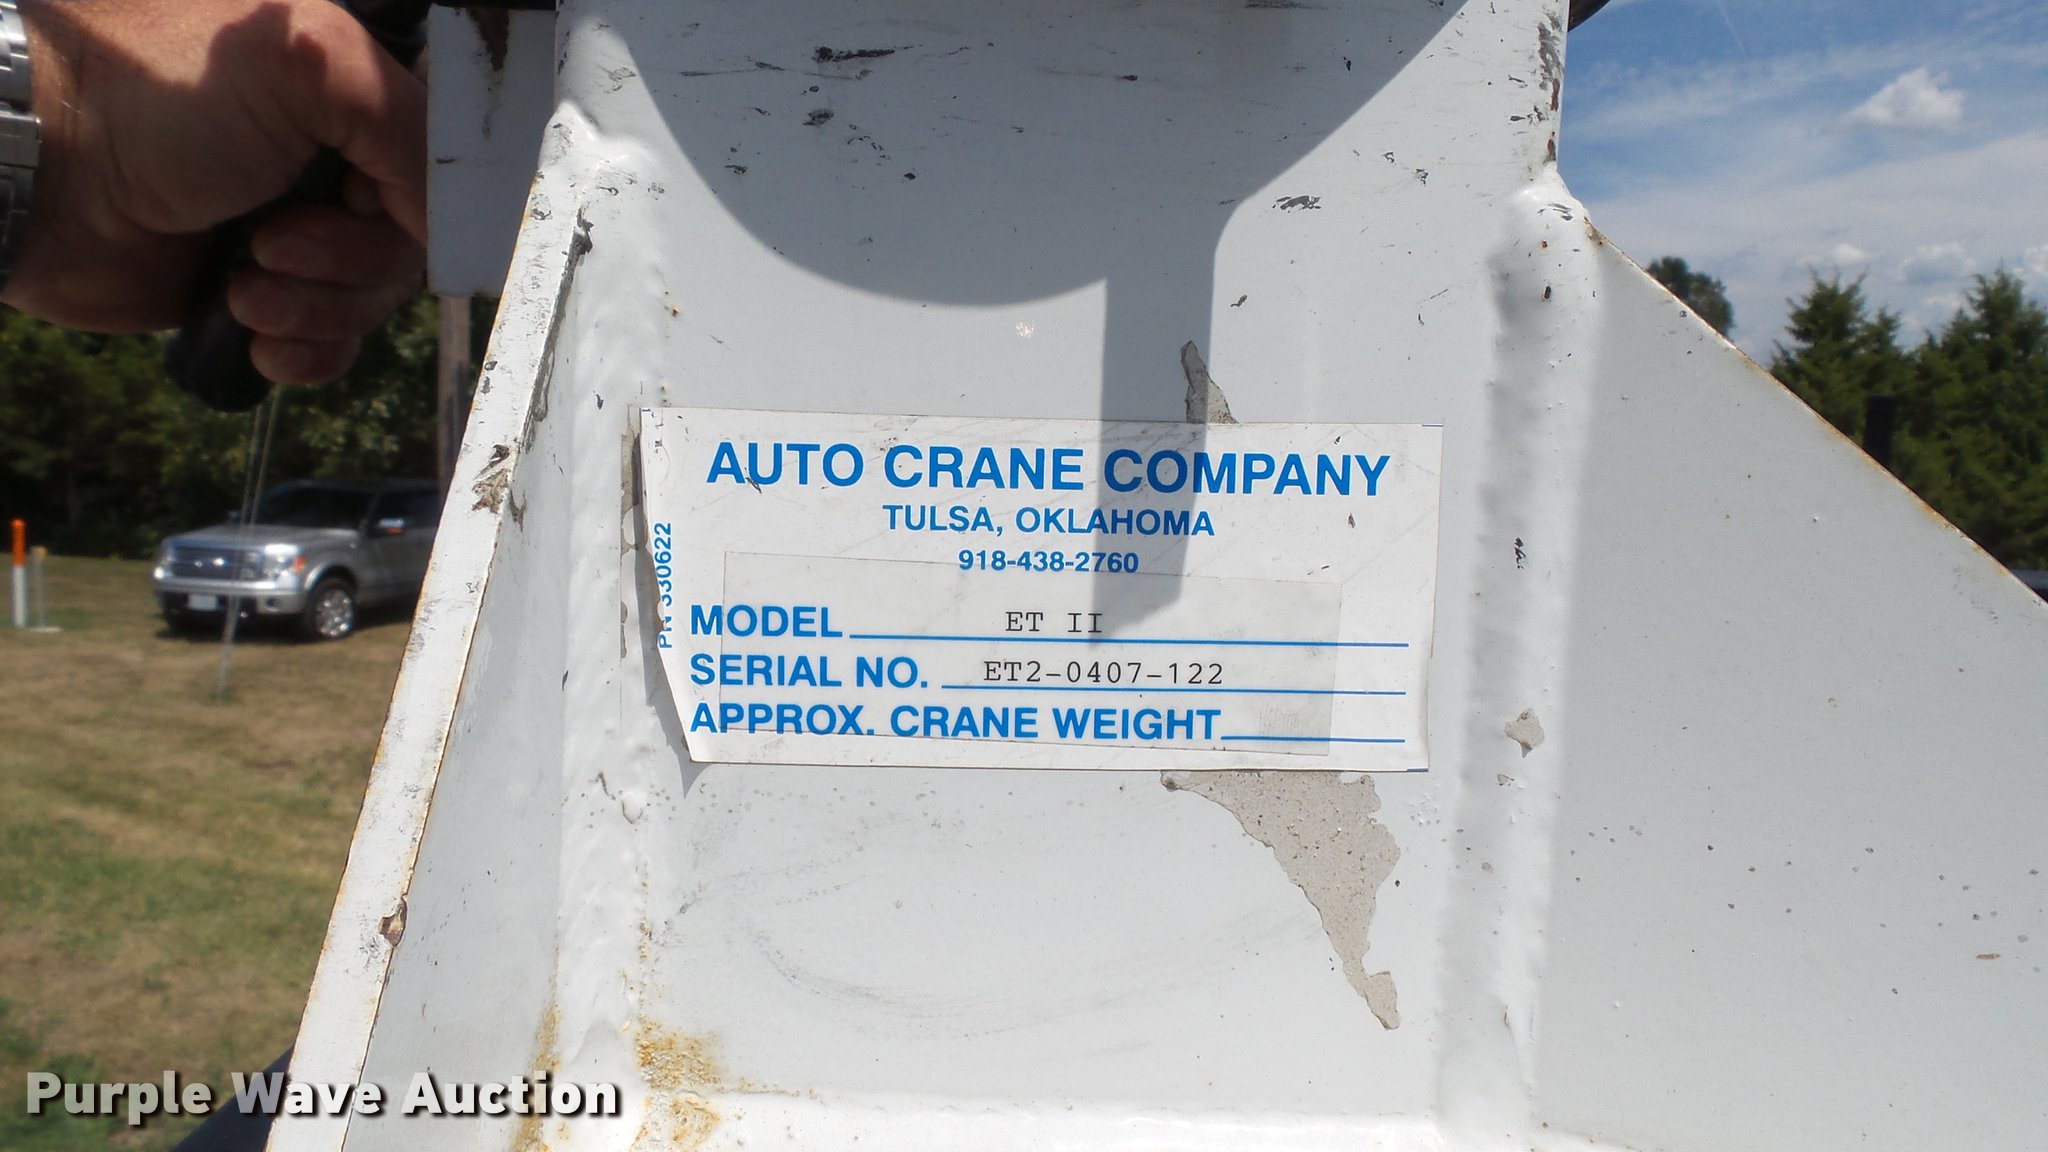 AUTO CRANE COMPANY
TULSA, OKLAHOMA
918-438-2760
PN 330622
MODEL ET II
SERIAL NO. ET2-0407-122
APPROX. CRANE WEIGHT
Purple Wave Auction